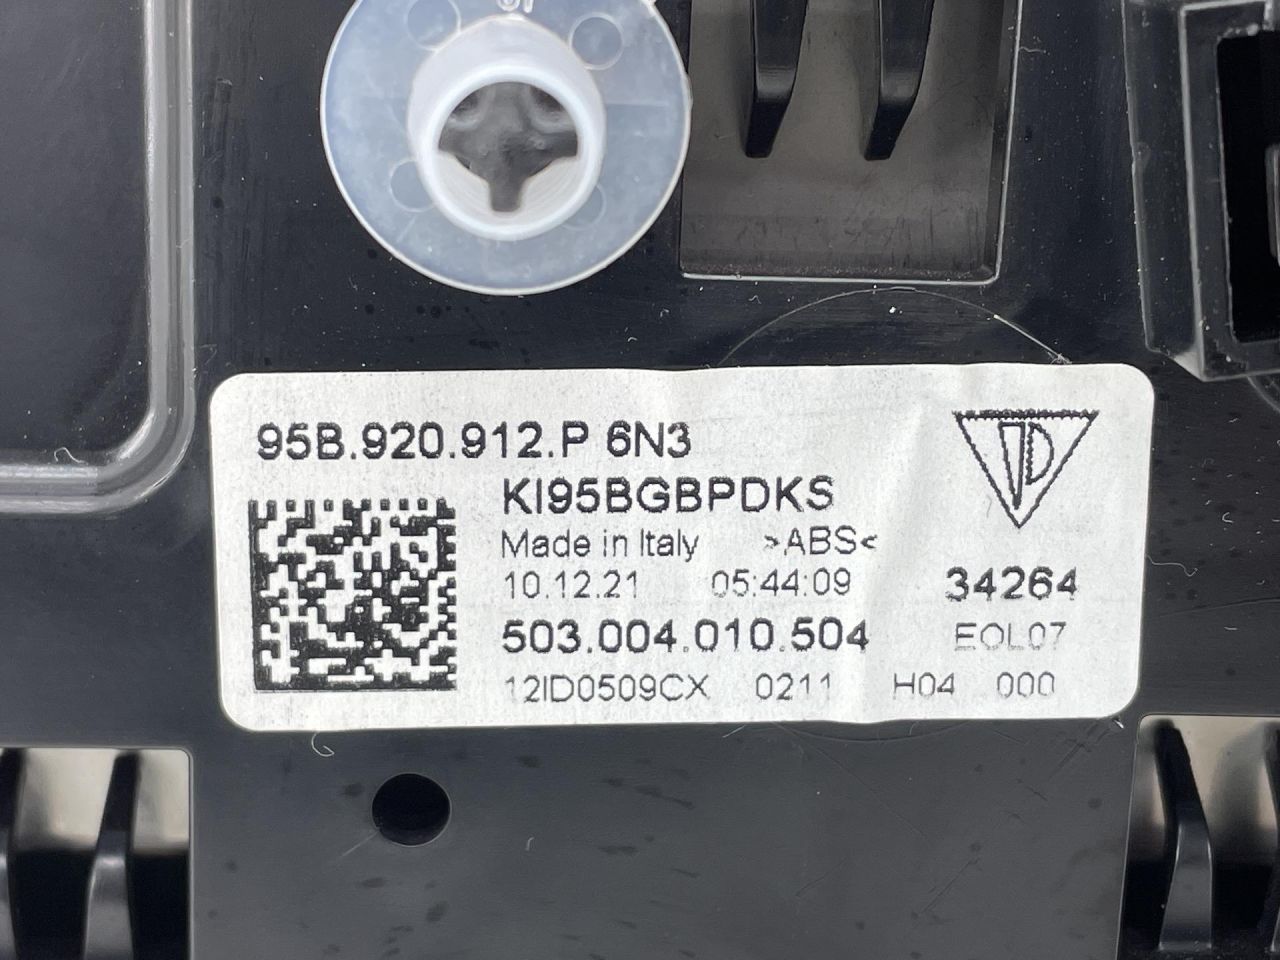 95B.920.912.P 6N3
KI95BGBPDKS
Made in Italy >ABS<
10.12.21 05:44:09 34264
503.004.010.504 EOL07
12ID0509CX 0211 H04 000